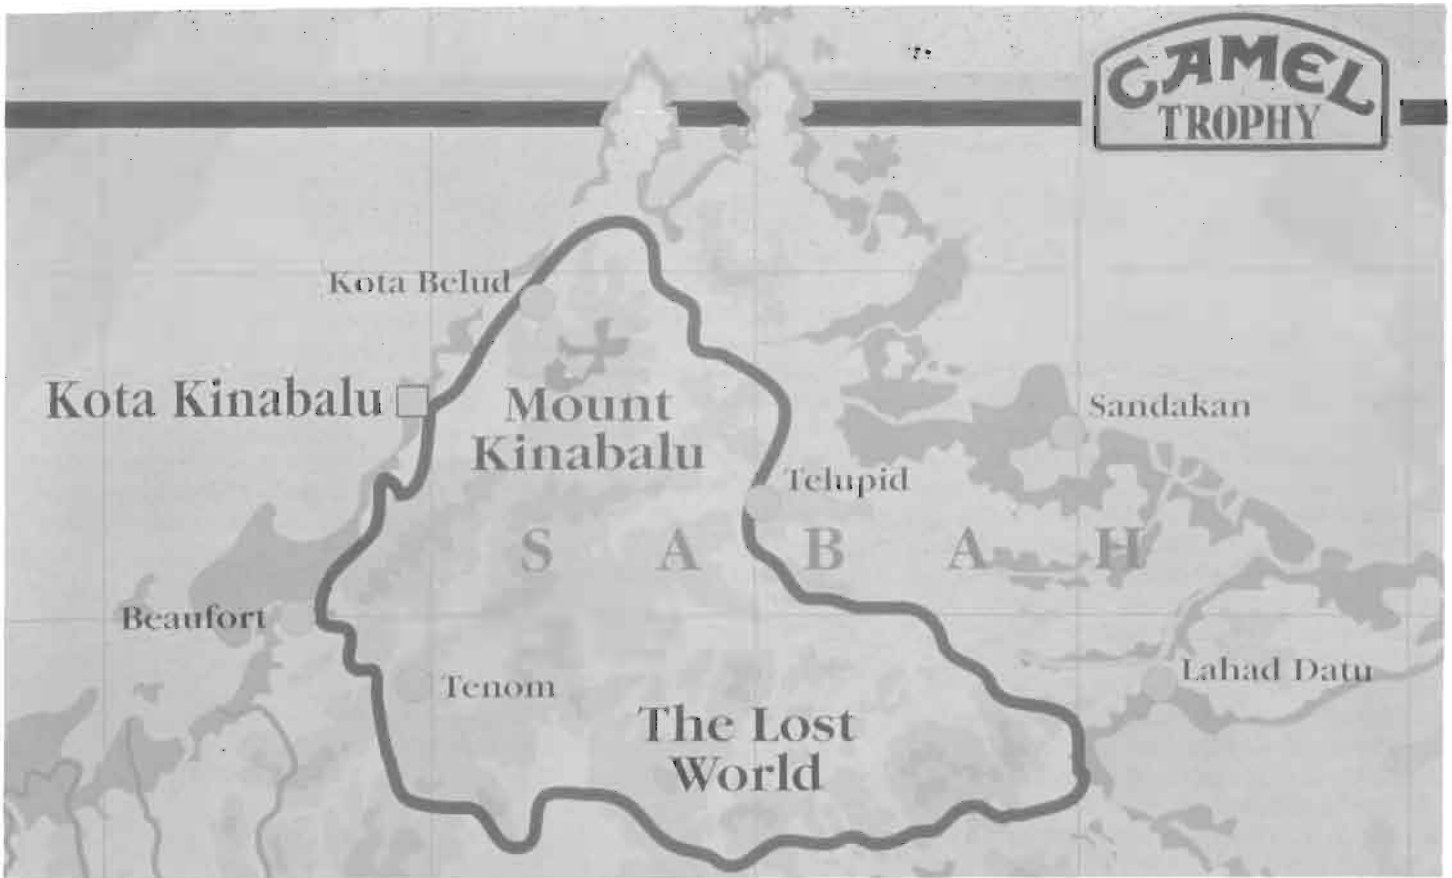 CAMEL
TROPHY
Kota Belud
Kota Kinabalu
Mount
Kinabalu
Sandakan
Telupid
S A B A H
Beaufort
Lahad Datu
Tenom
The Lost
World